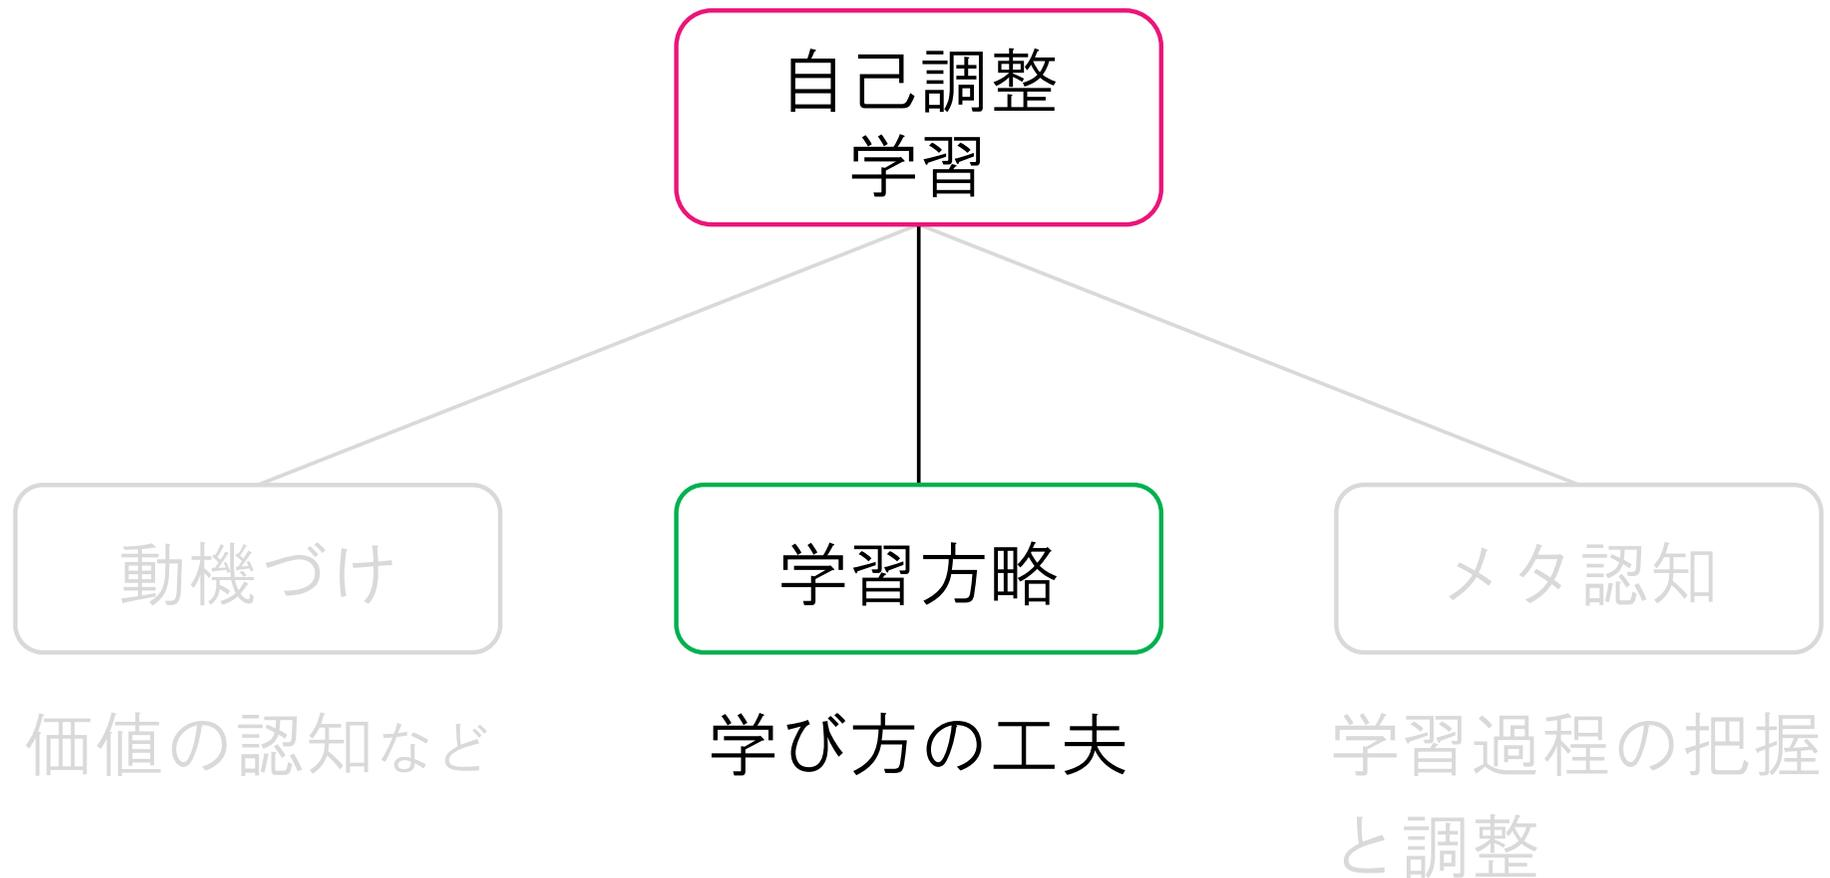 自己調整
学習
動機づけ
学習方略
メタ認知
価値の認知など
学び方の工夫
学習過程の把握
と調整